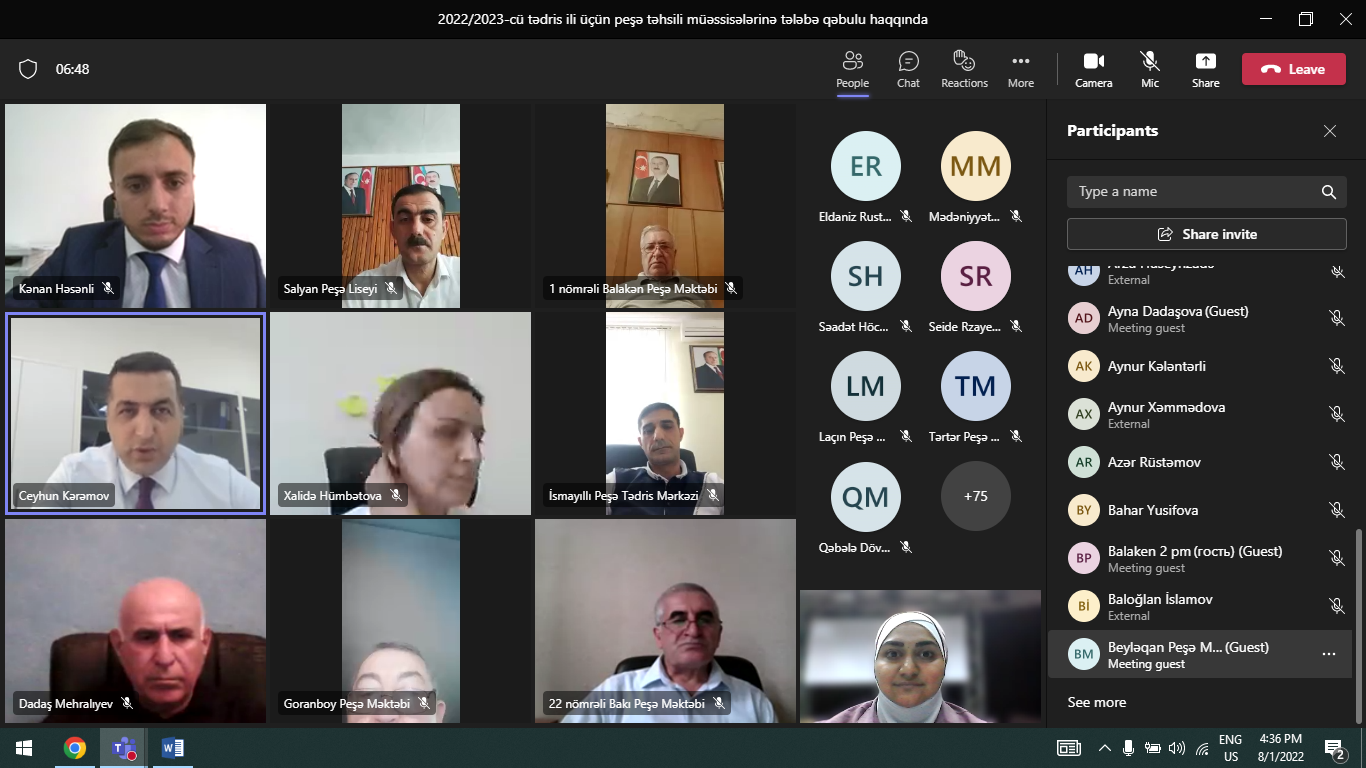 2022/2023-cü tədris ili üçün peşə təhsili müəssisələrinə tələbə qəbulu haqqında
06:48
People
Chat
Reactions
More
Camera
Mic
Share
Leave
Kənan Həsənli
Salyan Peşə Liseyi
1 nömrəli Balakən Peşə Məktəbi
Ceyhun Kərəmov
Xalidə Hümbətova
İsmayıllı Peşə Tədris Mərkəzi
Dadaş Mehralıyev
Goranboy Peşə Məktəbi
22 nömrəli Bakı Peşə Məktəbi
ER
Eldaniz Rust...
MM
Mədəniyyət...
SH
Səadət Höc...
SR
Seide Rzaye...
LM
Laçın Peşə ...
TM
Tərtər Peşə ...
QM
Qəbələ Döv...
+75
Participants
Type a name
Share invite
AH
External
AD
Ayna Dadaşova (Guest)
Meeting guest
AK
Aynur Kələntərli
AX
Aynur Xəmmədova
External
AR
Azər Rüstəmov
BY
Bahar Yusifova
BP
Balaken 2 pm (гость) (Guest)
Meeting guest
Bİ
Baloğlan İslamov
External
BM
Beyləqan Peşə M... (Guest)
Meeting guest
...
See more
ENG
US
4:36 PM
8/1/2022
2